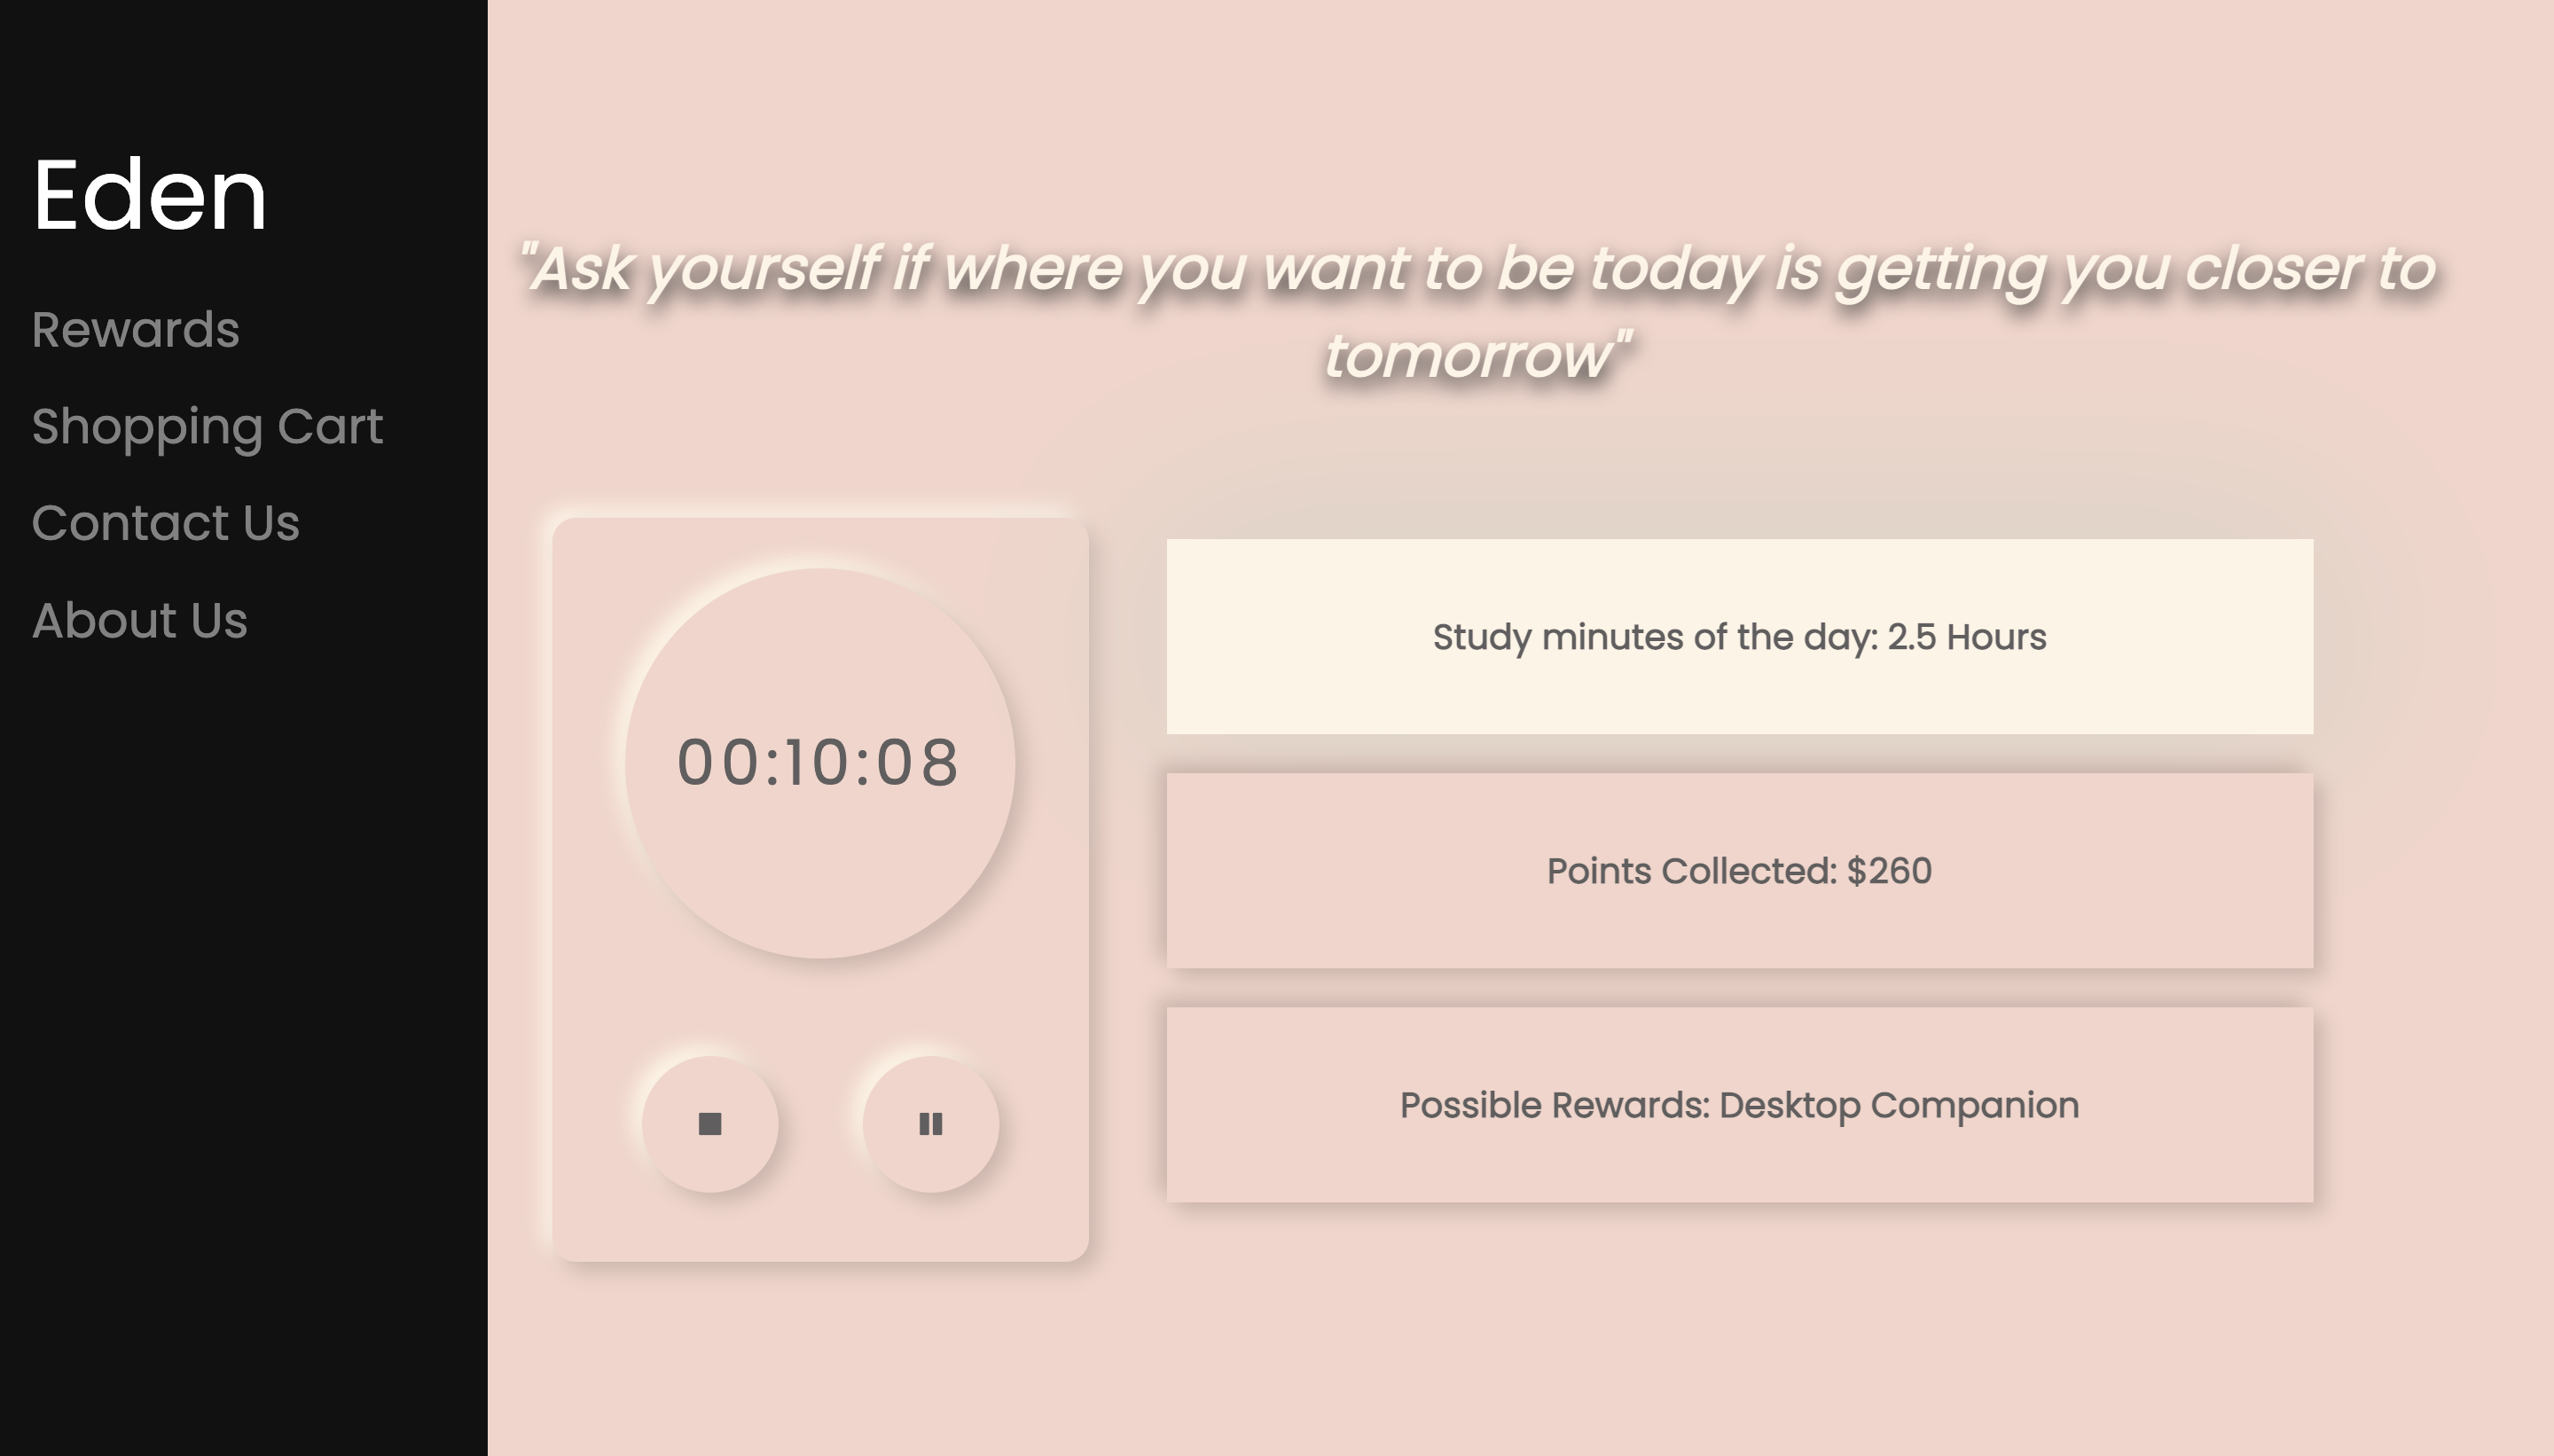 Eden
Rewards
Shopping Cart
Contact Us
About Us
"Ask yourself if where you want to be today is getting you closer to
tomorrow"
00:10:08
Study minutes of the day: 2.5 Hours
Points Collected: $260
Possible Rewards: Desktop Companion